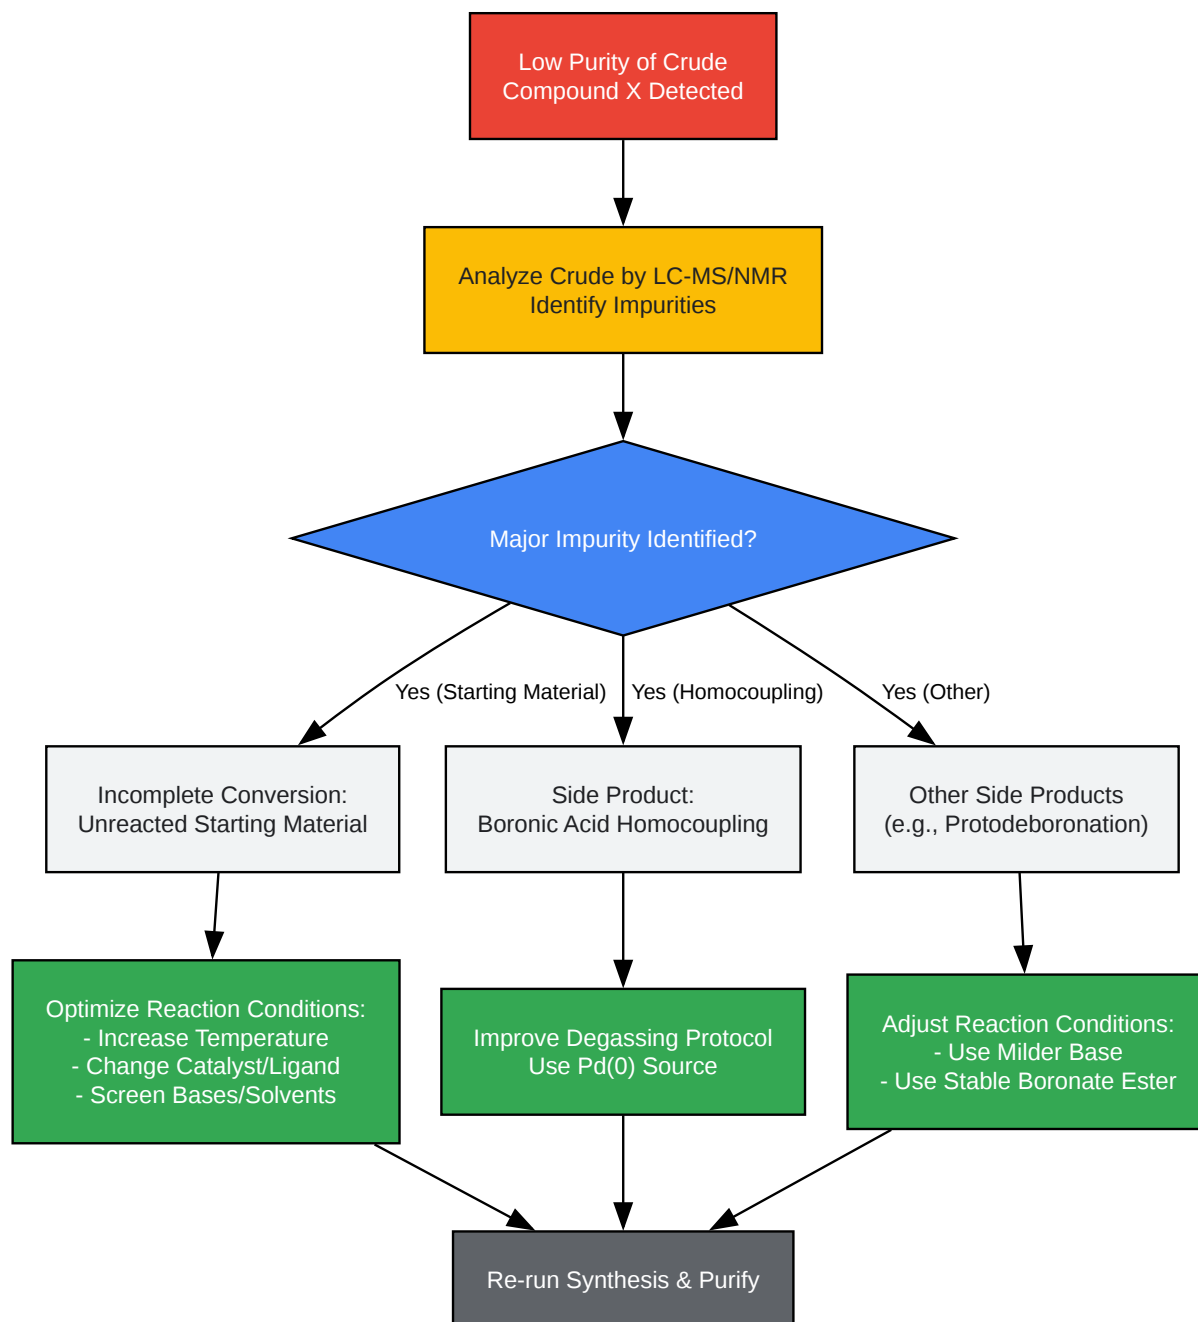 Low Purity of Crude
Compound X Detected
Analyze Crude by LC-MS/NMR
Identify Impurities
Major Impurity Identified?
Yes (Starting Material)
Yes (Homocoupling)
Yes (Other)
Incomplete Conversion:
Unreacted Starting Material
Side Product:
Boronic Acid Homocoupling
Other Side Products
(e.g., Protodeboronation)
Optimize Reaction Conditions:
- Increase Temperature
- Change Catalyst/Ligand
- Screen Bases/Solvents
Improve Degassing Protocol
Use Pd(0) Source
Adjust Reaction Conditions:
- Use Milder Base
- Use Stable Boronate Ester
Re-run Synthesis & Purify